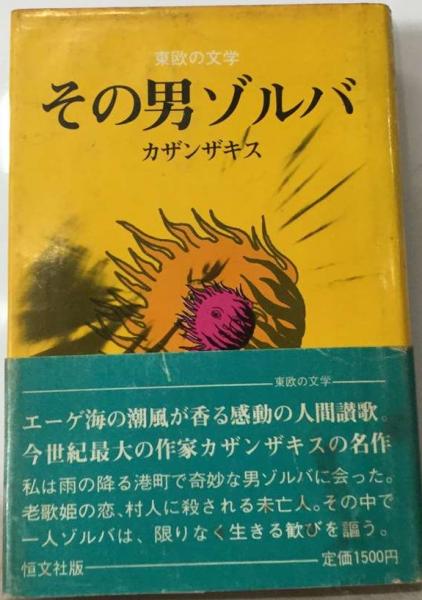 東欧の文学
その男ゾルバ
カザンザキス
東欧の文学
エーゲ海の潮風が香る感動の人間讃歌。
今世紀最大の作家カザンザキスの名作
私は雨の降る港町で奇妙な男ゾルバに会った。
老歌姫の恋、村人に殺される未亡人。その中で
一人ゾルバは、限りなく生きる歓びを謳う。
恒文社版
定価1500円